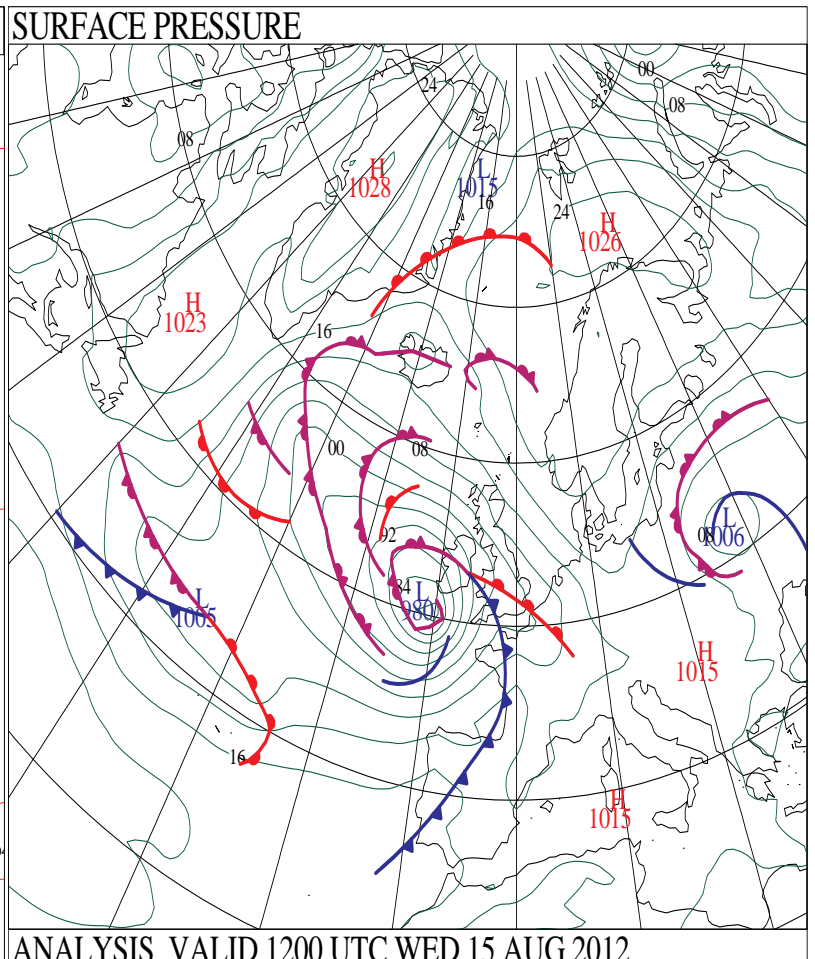 SURFACE PRESSURE
00
24
08
08
H
1028
L
1015
16
24
H
1026
H
1023
16
00
08
92
L
1006
08
84
L
980
L
1005
H
1015
16
H
1015
ANALYSIS VALID 1200 UTC WED 15 AUG 2012